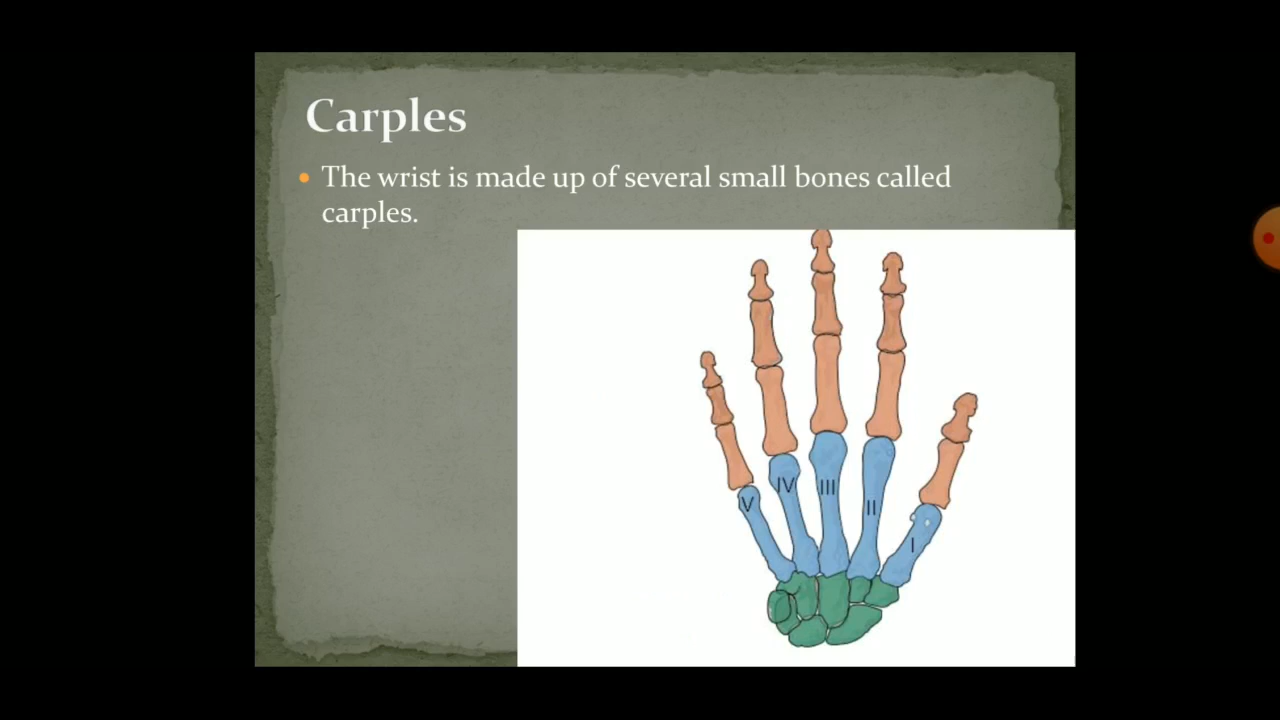 Carples
The wrist is made up of several small bones called
carples.
V
IV
III
II
I